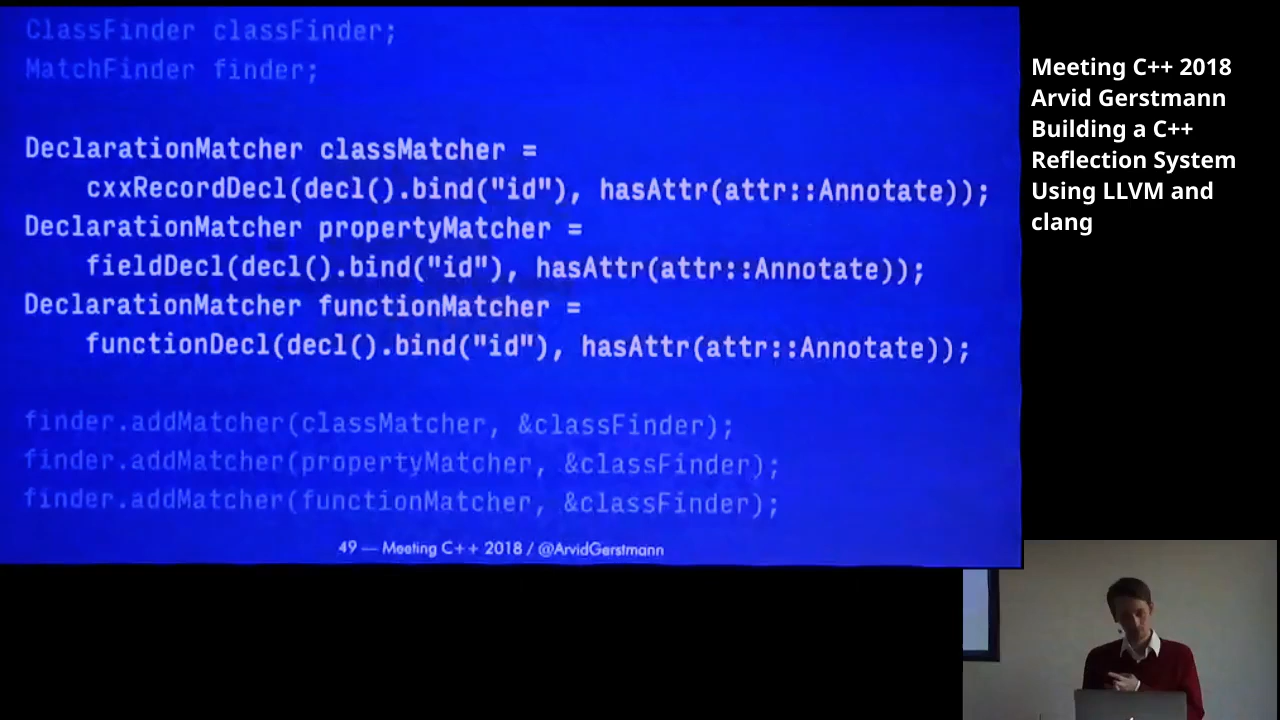 ClassFinder classFinder;
MatchFinder finder;
DeclarationMatcher classMatcher =
cxxRecordDecl(decl().bind("id"), hasAttr(attr::Annotate));
DeclarationMatcher propertyMatcher =
fieldDecl(decl().bind("id"), hasAttr(attr::Annotate));
DeclarationMatcher functionMatcher =
functionDecl(decl().bind("id"), hasAttr(attr::Annotate));
finder.addMatcher(classMatcher, &classFinder);
finder.addMatcher(propertyMatcher, &classFinder);
finder.addMatcher(functionMatcher, &classFinder);
49 — Meeting C++ 2018 / @ArvidGerstmann
Meeting C++ 2018
Arvid Gerstmann
Building a C++
Reflection System
Using LLVM and
clang